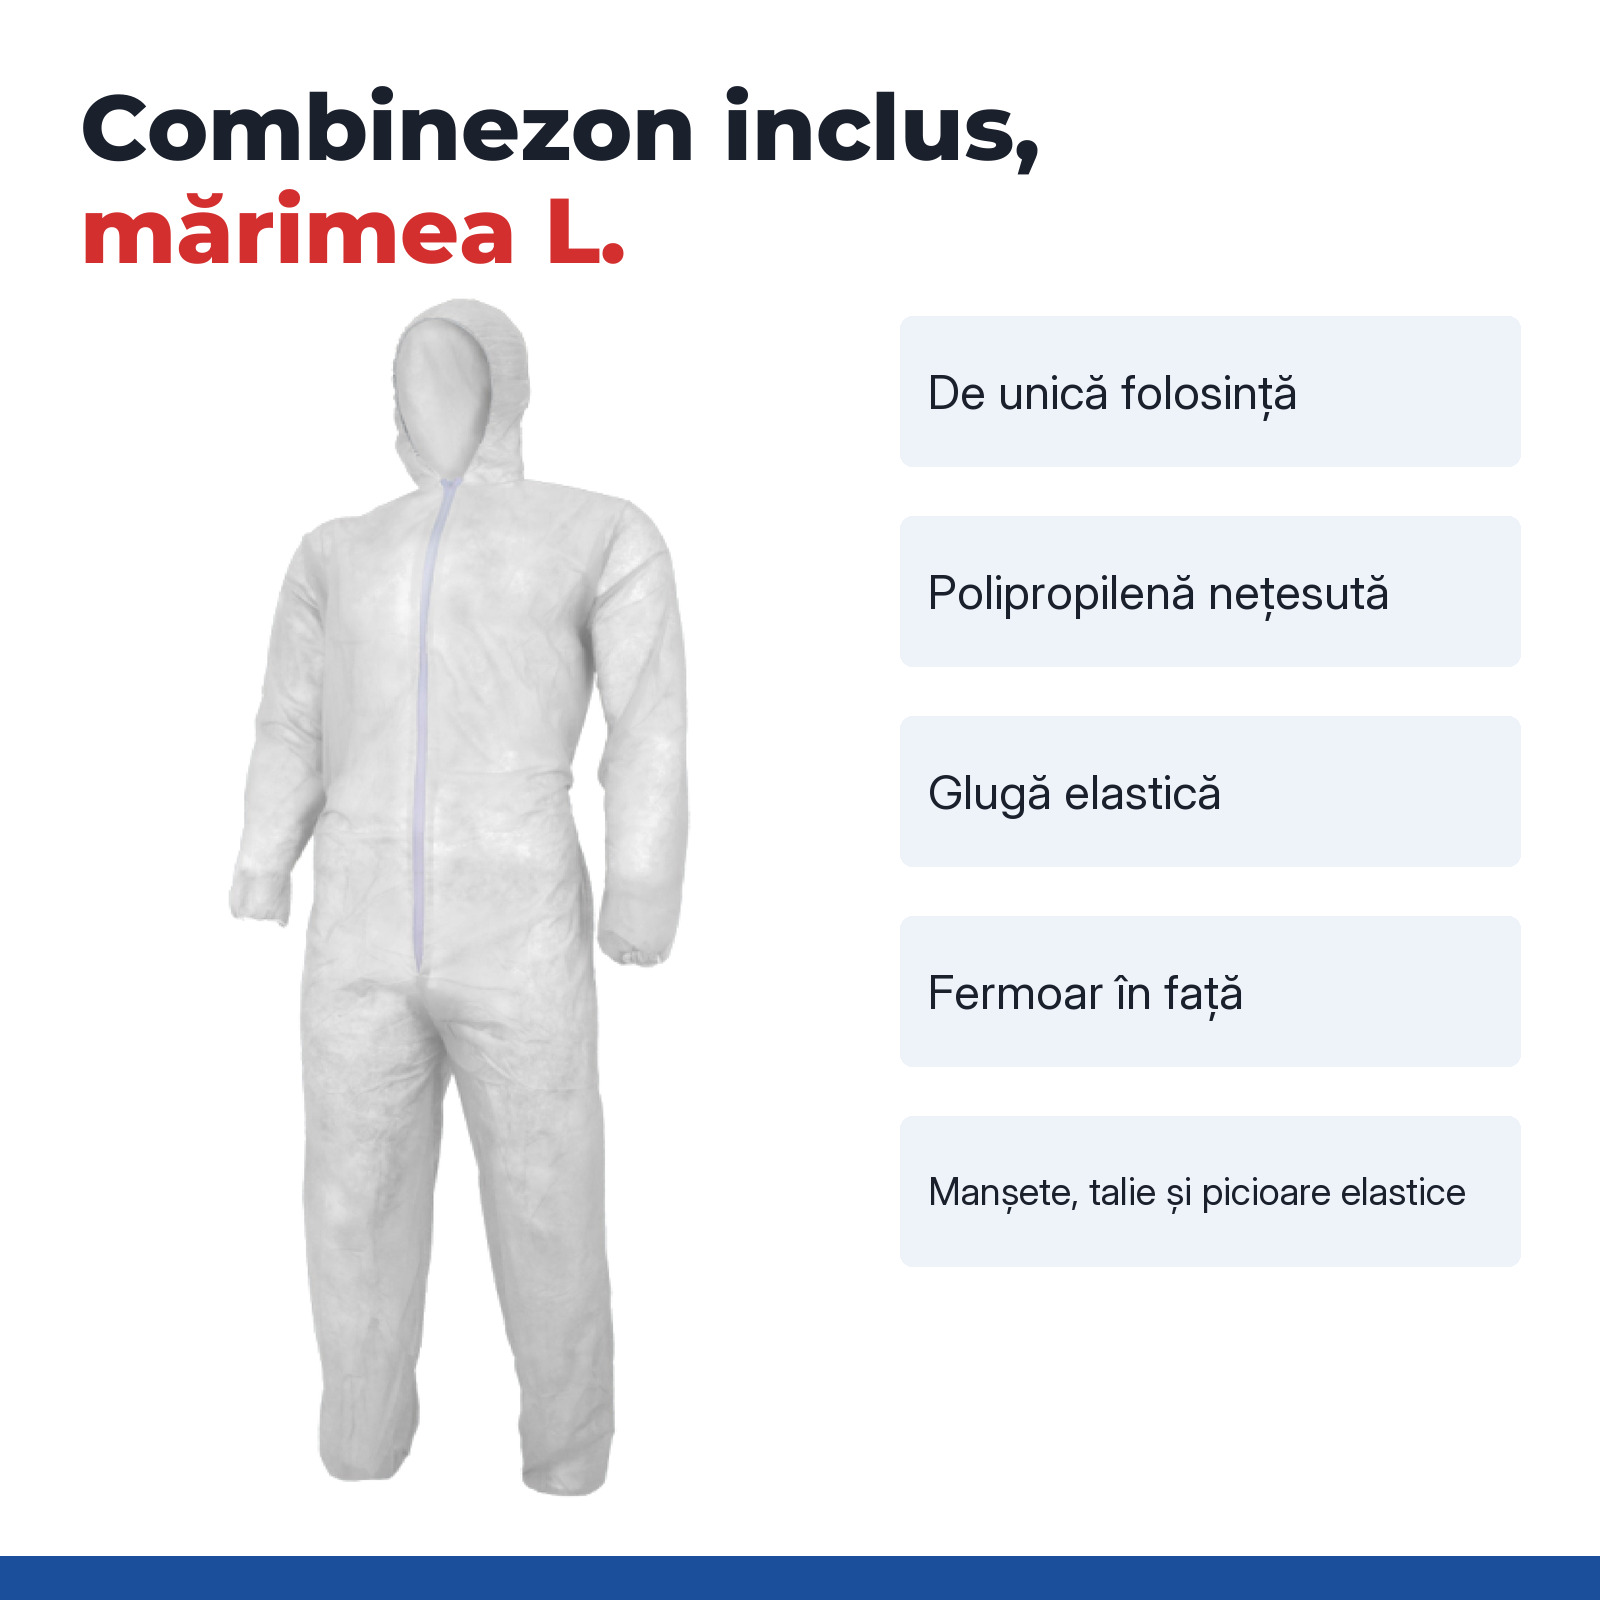 Combinezon inclus,
mărimea L.
De unică folosință
Polipropilenă nețesută
Glugă elastică
Fermoar în față
Manșete, talie și picioare elastice